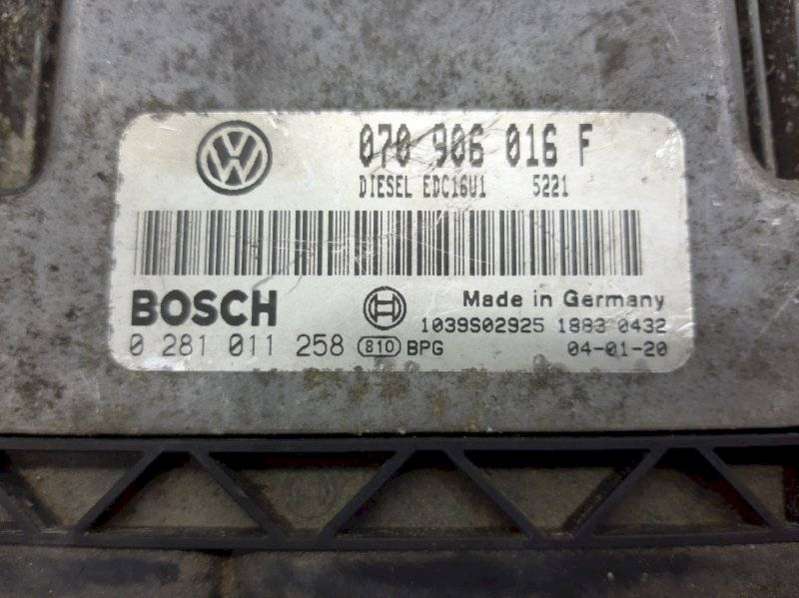 070 906 016 F
DIESEL EDC16U1 5221
BOSCH
Made in Germany
1039S02925 1883 0432
0 281 011 258 810 BPG 04-01-20